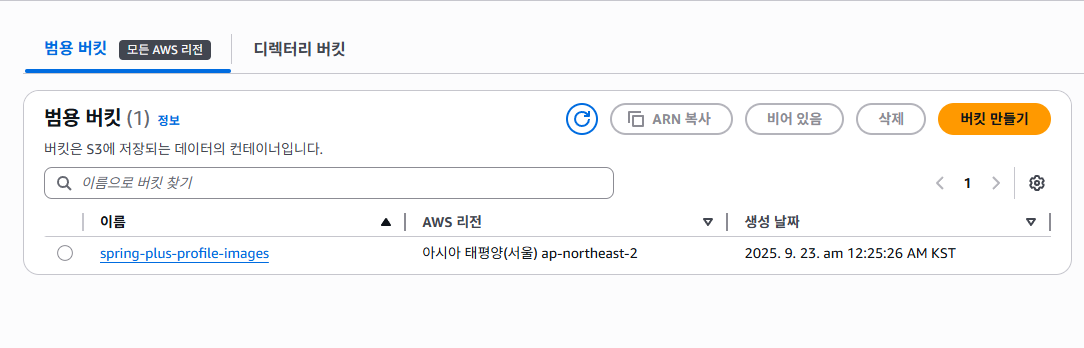 범용 버킷 모든 AWS 리전 디렉터리 버킷
범용 버킷 (1) 정보 ARN 복사 비어 있음 삭제 버킷 만들기
버킷은 S3에 저장되는 데이터의 컨테이너입니다.
이름으로 버킷 찾기 1
이름 AWS 리전 생성 날짜
spring-plus-profile-images 아시아 태평양(서울) ap-northeast-2 2025. 9. 23. am 12:25:26 AM KST